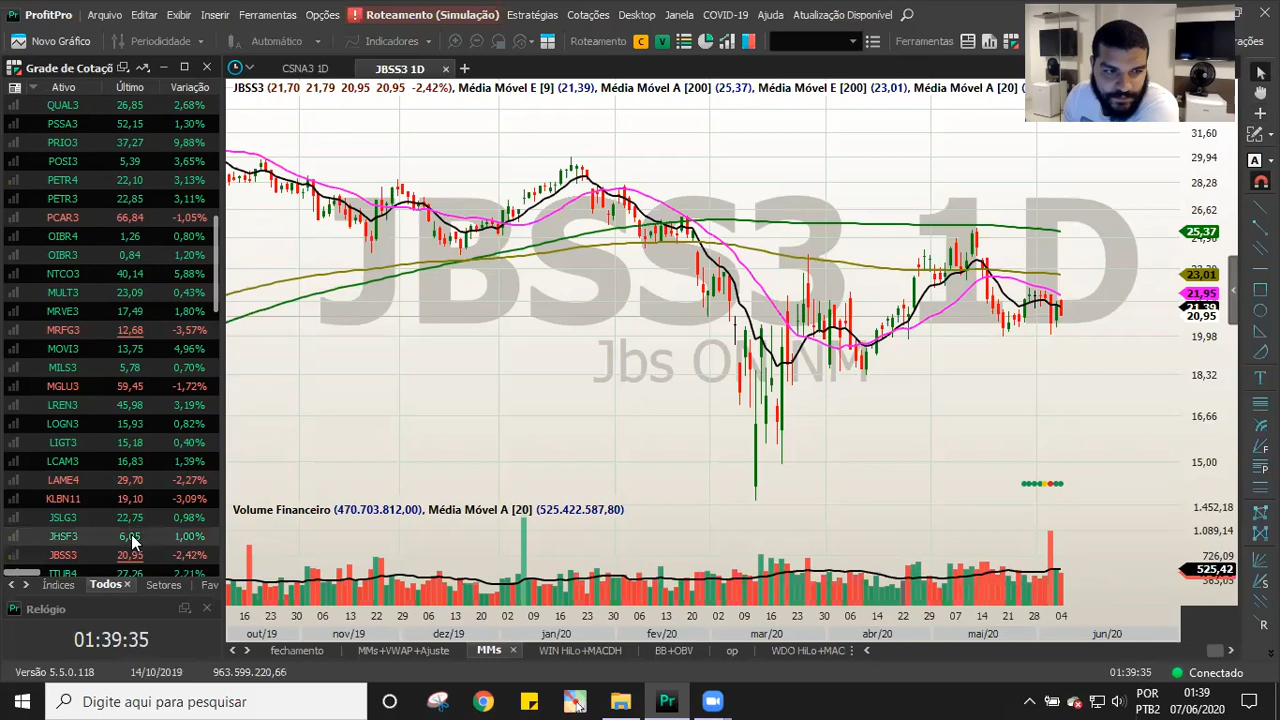 ProfitPro Arquivo Editar Exibir Inserir Ferramentas Opções Roteamento (Simulação) Estratégias Cotações Desktop Janela COVID-19 Ajuda Atualização Disponível
Novo Gráfico Periodicidade Automático Indicadores Roteamento C V Ferramentas
Grade de Cotaçã
CSNA3 1D JBSS3 1D
Ativo Último Variação
JBSS3 (21,70 21,79 20,95 20,95 -2,42%), Média Móvel E [9] (21,39), Média Móvel A [200] (25,37), Média Móvel E [200] (23,01), Média Móvel A [20]
QUAL3 26,85 2,68%
PSSA3 52,15 1,30%
PRIO3 37,27 9,88%
POSI3 5,39 3,65%
PETR4 22,10 3,13%
PETR3 22,85 3,11%
PCAR3 66,84 -1,05%
OIBR4 1,26 0,80%
OIBR3 0,84 1,20%
NTCO3 40,14 5,88%
MULT3 23,09 0,43%
MRVE3 17,49 1,80%
MRFG3 12,68 -3,57%
MOVI3 13,75 4,96%
MILS3 5,78 0,37%
MGLU3 59,45 -1,72%
LREN3 45,98 3,19%
LOGN3 15,93 0,82%
LIGT3 15,18 0,40%
LCAM3 16,83 1,39%
LAME4 29,70 -2,27%
KLBN11 19,10 -3,09%
JSLG3 22,75 0,98%
JHSF3 1,00%
JBSS3 20,95 -2,42%
ITUB4 27,26 2,21%
Índices Todos Setores Fav
Relógio
01:39:35
JBSS3 1D
Jbs ON NM
31,60
29,94
28,28
26,62
25,37
23,01
21,95
21,39
20,95
19,98
18,32
16,66
15,00
Volume Financeiro (470.703.812,00), Média Móvel A [20] (525.422.587,80)
1.452,18
1.089,14
726,09
525,42
16 23 30 06 13 21 27 04 11 18 26 02 09 16 23 30 06 13 20 27 02 09 16 23 30 06 14 22 29 07 14 21 28 04
out/19 nov/19 dez/19 jan/20 fev/20 mar/20 abr/20 mai/20 jun/20
fechamento MMs+VWAP+Ajuste MMs WIN HiLo+MACDH BB+OBV op WDO HiLo+MAC
Versão 5.5.0.118 14/10/2019 963.599.220,66 01:39:35 Conectado
Digite aqui para pesquisar
POR
PTB2
01:39
07/06/2020